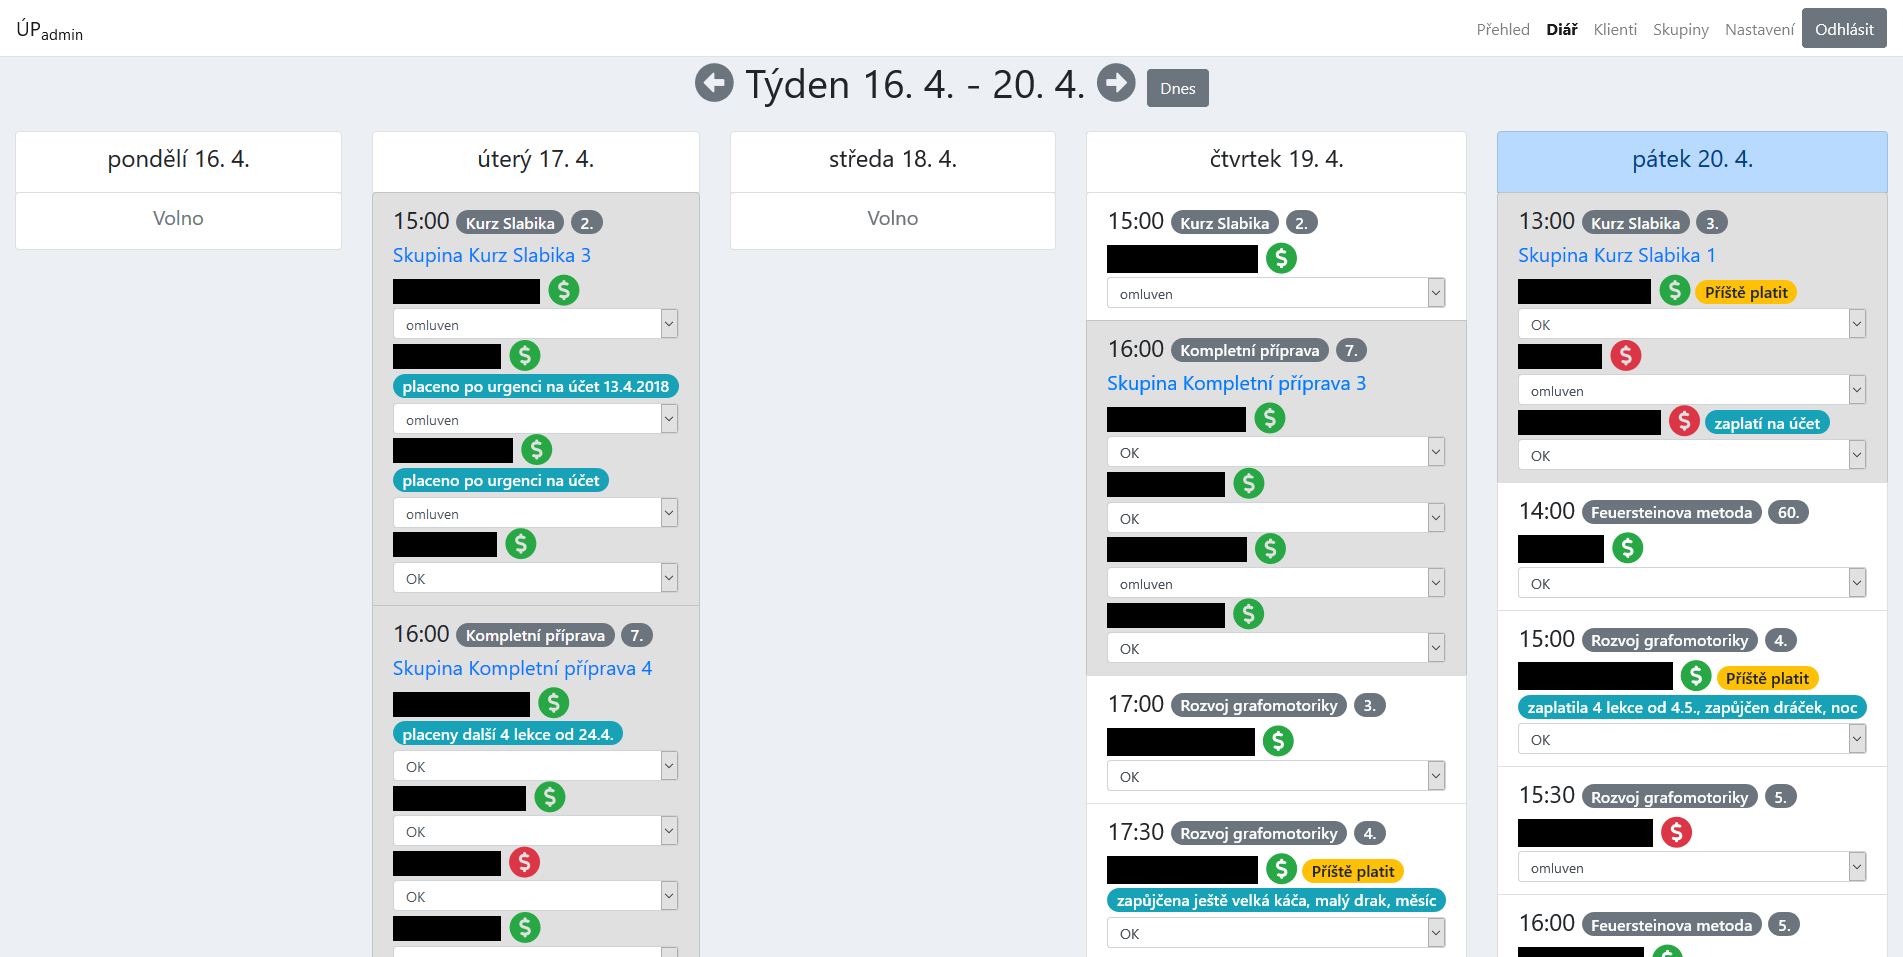 ÚPadmin
Přehled Diář Klienti Skupiny Nastavení Odhlásit
Týden 16. 4. - 20. 4. Dnes
pondělí 16. 4.
Volno
úterý 17. 4.
15:00 Kurz Slabika 2.
Skupina Kurz Slabika 3
omluven
placeno po urgenci na účet 13.4.2018
omluven
placeno po urgenci na účet
omluven
OK
16:00 Kompletní příprava 7.
Skupina Kompletní příprava 4
placeny další 4 lekce od 24.4.
OK
OK
OK
středa 18. 4.
Volno
čtvrtek 19. 4.
15:00 Kurz Slabika 2.
omluven
16:00 Kompletní příprava 7.
Skupina Kompletní příprava 3
OK
OK
omluven
OK
17:00 Rozvoj grafomotoriky 3.
OK
17:30 Rozvoj grafomotoriky 4.
Příště platit
zapůjčena ještě velká káča, malý drak, měsíc
OK
pátek 20. 4.
13:00 Kurz Slabika 3.
Skupina Kurz Slabika 1
Příště platit
OK
omluven
zaplatí na účet
OK
14:00 Feuersteinova metoda 60.
OK
15:00 Rozvoj grafomotoriky 4.
Příště platit
zaplatila 4 lekce od 4.5., zapůjčen dráček, noc
OK
15:30 Rozvoj grafomotoriky 5.
omluven
16:00 Feuersteinova metoda 5.